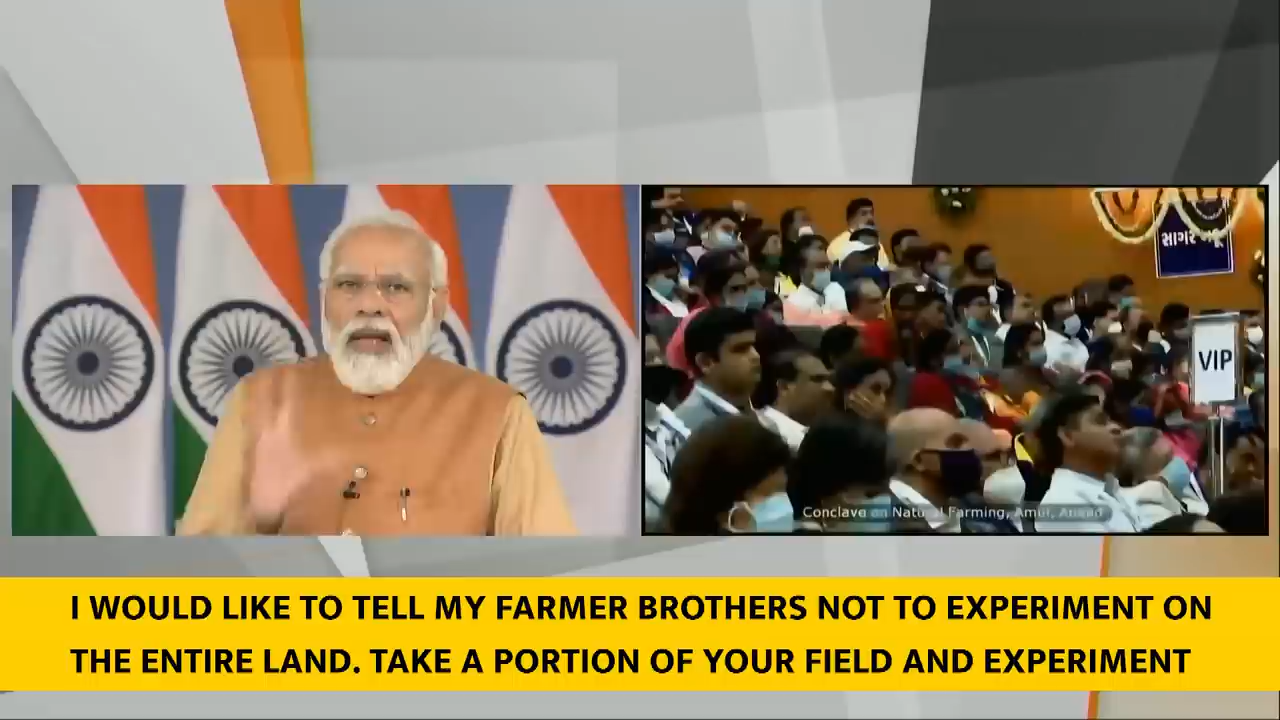 સાગર
VIP
Conclave on Natural Farming, Amul, Anand
I WOULD LIKE TO TELL MY FARMER BROTHERS NOT TO EXPERIMENT ON
THE ENTIRE LAND. TAKE A PORTION OF YOUR FIELD AND EXPERIMENT